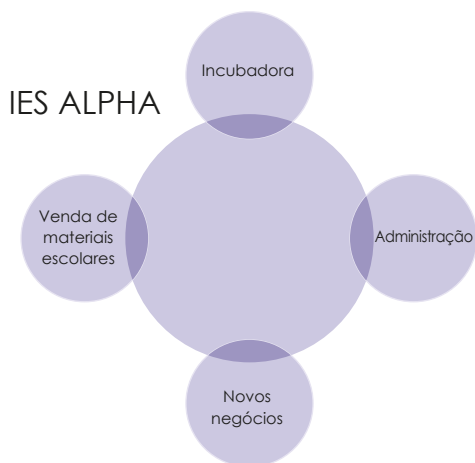 Incubadora
IES ALPHA
Venda de
materiais
escolares
Administração
Novos
negócios